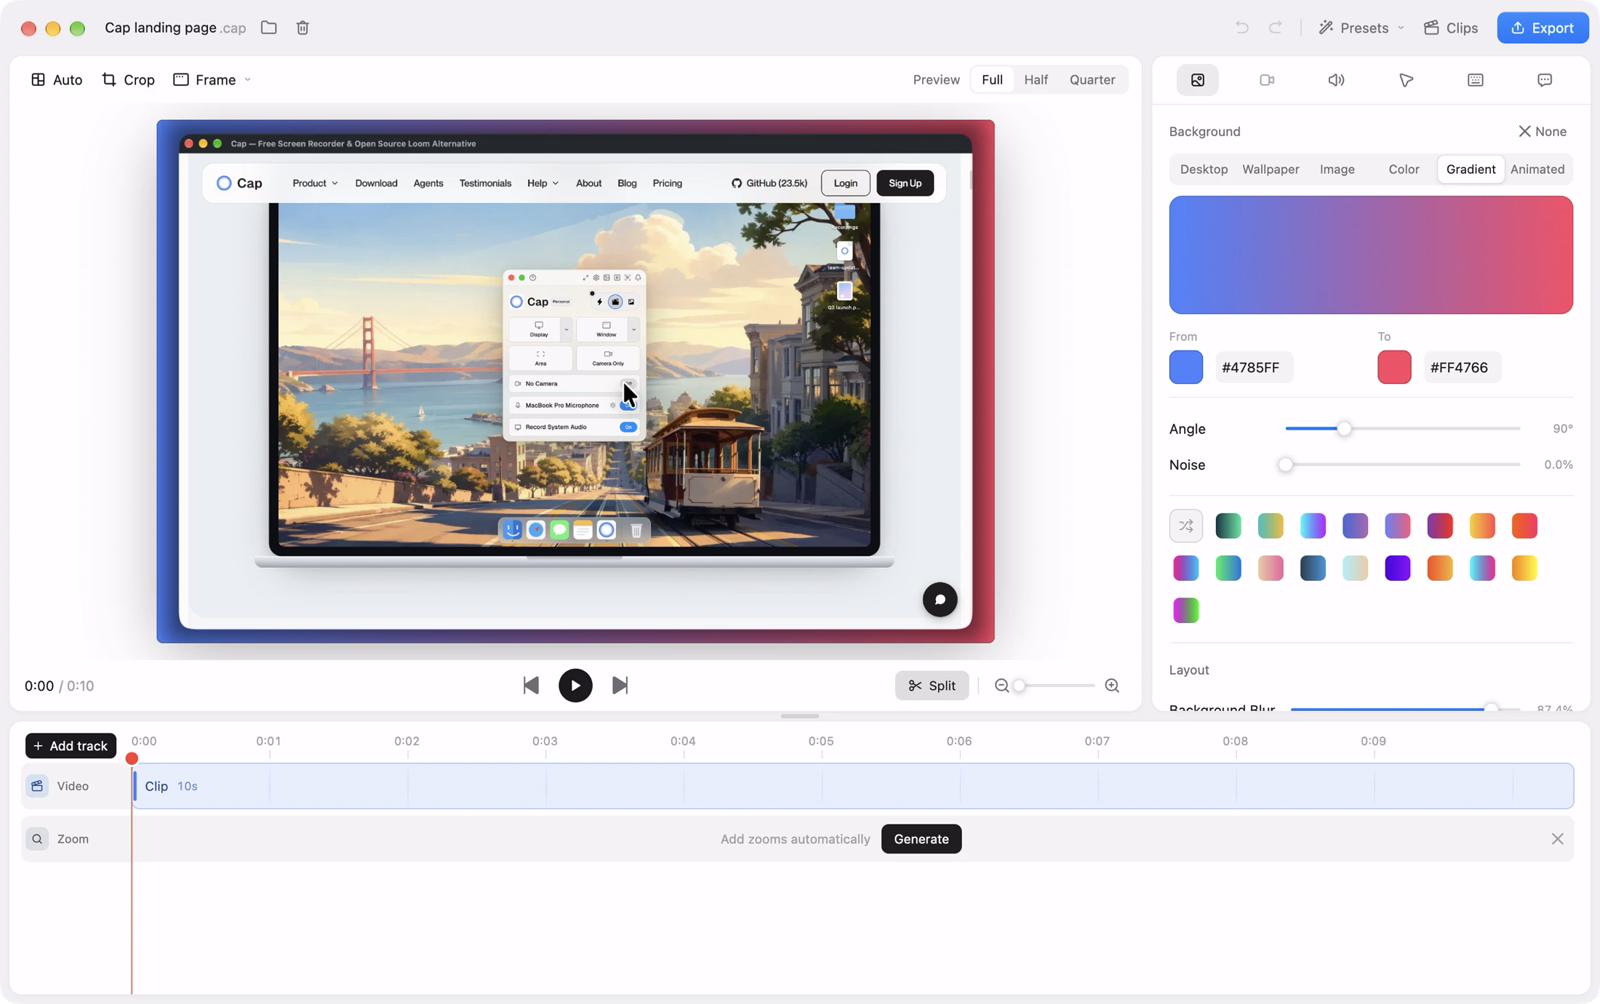 Cap landing page .cap
Presets
Clips
Export
Auto
Crop
Frame
Preview
Full
Half
Quarter
Cap — Free Screen Recorder & Open Source Loom Alternative
Cap
Product
Download
Agents
Testimonials
Help
About
Blog
Pricing
GitHub (23.5k)
Login
Sign Up
Cap Personal
Display
Window
Area
Camera Only
No Camera
MacBook Pro Microphone
Record System Audio
On
0:00 / 0:10
Split
Background
None
Desktop
Wallpaper
Image
Color
Gradient
Animated
From
To
#4785FF
#FF4766
Angle
90°
Noise
0.0%
Layout
Background Blur
87.4%
+ Add track
0:00
0:01
0:02
0:03
0:04
0:05
0:06
0:07
0:08
0:09
Video
Clip 10s
Zoom
Add zooms automatically
Generate